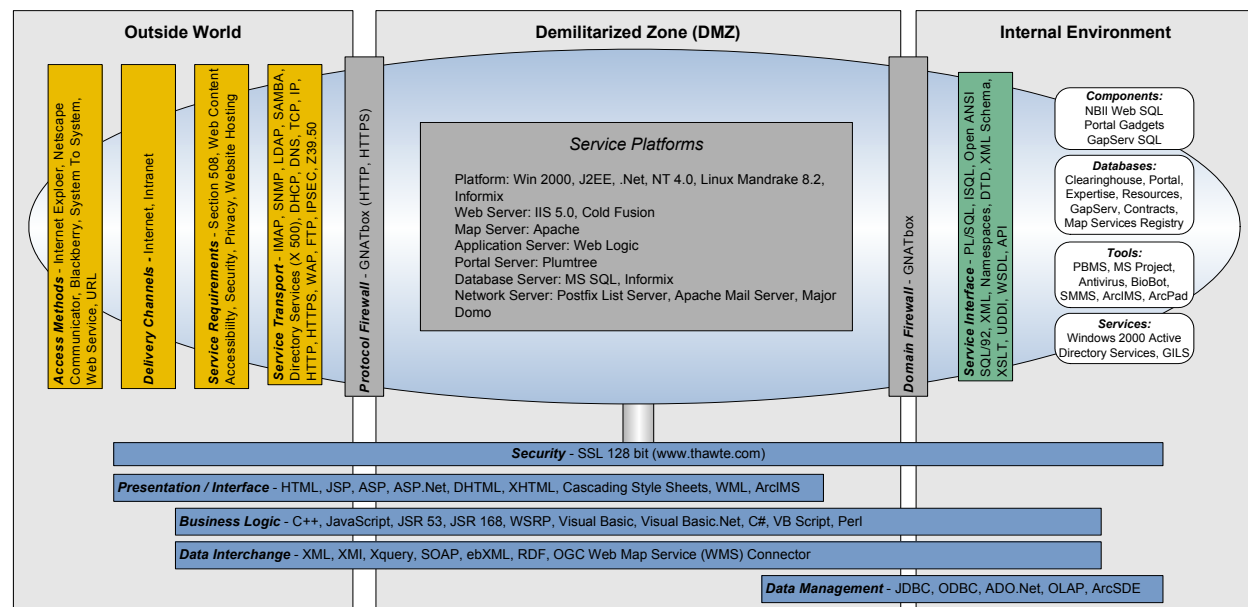 Outside World
Demilitarized Zone (DMZ)
Internal Environment
Access Methods - Internet Exploer, Netscape
Communicator, Blackberry, System To System,
Web Service, URL
Delivery Channels - Internet, Intranet
Service Requirements - Section 508, Web Content
Accessibility, Security, Privacy, Website Hosting
Service Transport - IMAP, SNMP, LDAP, SAMBA,
Directory Services (X 500), DHCP, DNS, TCP, IP,
HTTP, HTTPS, WAP, FTP, IPSEC, Z39.50
Protocol Firewall - GNATbox (HTTP, HTTPS)
Service Platforms
Platform: Win 2000, J2EE, .Net, NT 4.0, Linux Mandrake 8.2,
Informix
Web Server: IIS 5.0, Cold Fusion
Map Server: Apache
Application Server: Web Logic
Portal Server: Plumtree
Database Server: MS SQL, Informix
Network Server: Postfix List Server, Apache Mail Server, Major
Domo
Domain Firewall - GNATbox
Service Interface - PL/SQL, ISQL, Open ANSI
SQL/92, XML, Namespaces, DTD, XML Schema,
XSLT, UDDI, WSDL, API
Components:
NBII Web SQL
Portal Gadgets
GapServ SQL
Databases:
Clearinghouse, Portal,
Expertise, Resources,
GapServ, Contracts,
Map Services Registry
Tools:
PBMS, MS Project,
Antivirus, BioBot,
SMMS, ArcIMS, ArcPad
Services:
Windows 2000 Active
Directory Services, GILS
Security - SSL 128 bit (www.thawte.com)
Presentation / Interface - HTML, JSP, ASP, ASP.Net, DHTML, XHTML, Cascading Style Sheets, WML, ArcIMS
Business Logic - C++, JavaScript, JSR 53, JSR 168, WSRP, Visual Basic, Visual Basic.Net, C#, VB Script, Perl
Data Interchange - XML, XMI, Xquery, SOAP, ebXML, RDF, OGC Web Map Service (WMS) Connector
Data Management - JDBC, ODBC, ADO.Net, OLAP, ArcSDE